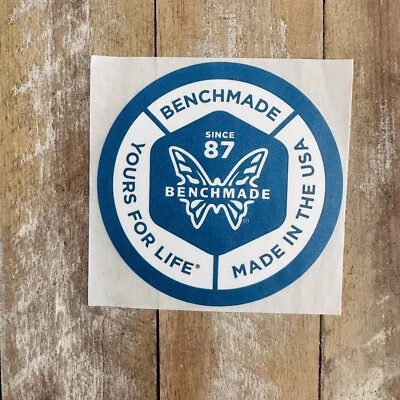 BENCHMADE
SINCE
87
BENCHMADE
YOURS FOR LIFE®
MADE IN THE USA